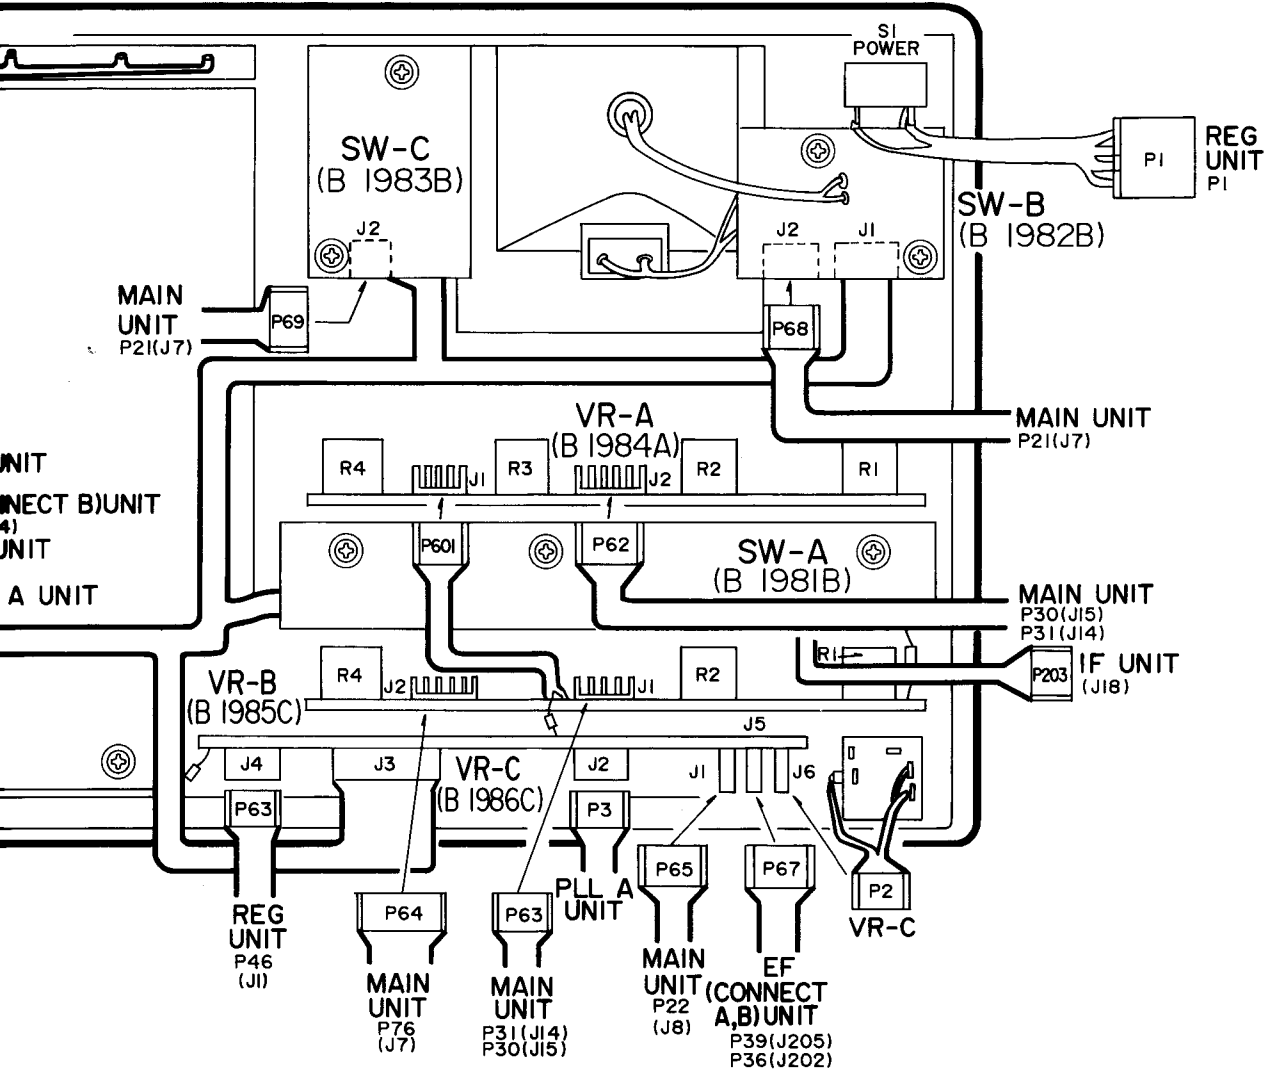 S1
POWER
P1
REG
UNIT
P1
SW-C
(B 1983B)
J2
SW-B
(B 1982B)
J2
J1
MAIN
UNIT
P21(J7)
P69
P68
MAIN UNIT
P21(J7)
VR-A
(B 1984A)
R4
J1
R3
J2
R2
R1
UNIT
NNECT B)UNIT
4)
UNIT
A UNIT
P601
P62
SW-A
(B 1981B)
MAIN UNIT
P30(J15)
P31(J14)
R1
P203
IF UNIT
(J18)
VR-B
(B 1985C)
R4
J2
J1
R2
J5
J4
J3
VR-C
(B 1986C)
J2
J1
J6
P63
P3
P65
P67
P2
VR-C
P64
P63
PLL A
UNIT
REG
UNIT
P46
(J1)
MAIN
UNIT
P76
(J7)
MAIN
UNIT
P31(J14)
P30(J15)
MAIN
UNIT
P22
(J8)
EF
(CONNECT
A,B)UNIT
P39(J205)
P36(J202)